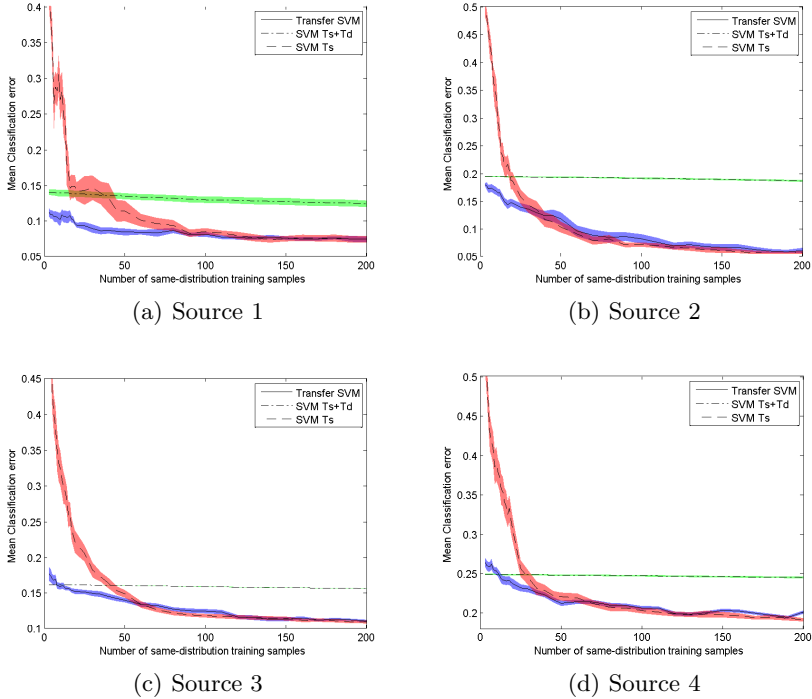 0.4
0.35
0.3
0.25
0.2
0.15
0.1
0.05
Mean Classification error
0 50 100 150 200
Number of same-distribution training samples
Transfer SVM
SVM Ts+Td
SVM Ts
(a) Source 1
0.5
0.45
0.4
0.35
0.3
0.25
0.2
0.15
0.1
0.05
Mean Classification error
0 50 100 150 200
Number of same-distribution training samples
Transfer SVM
SVM Ts+Td
SVM Ts
(b) Source 2
0.45
0.4
0.35
0.3
0.25
0.2
0.15
0.1
Mean Classification error
0 50 100 150 200
Number of same-distribution training samples
Transfer SVM
SVM Ts+Td
SVM Ts
(c) Source 3
0.5
0.45
0.4
0.35
0.3
0.25
0.2
Mean Classification error
0 50 100 150 200
Number of same-distribution training samples
Transfer SVM
SVM Ts+Td
SVM Ts
(d) Source 4